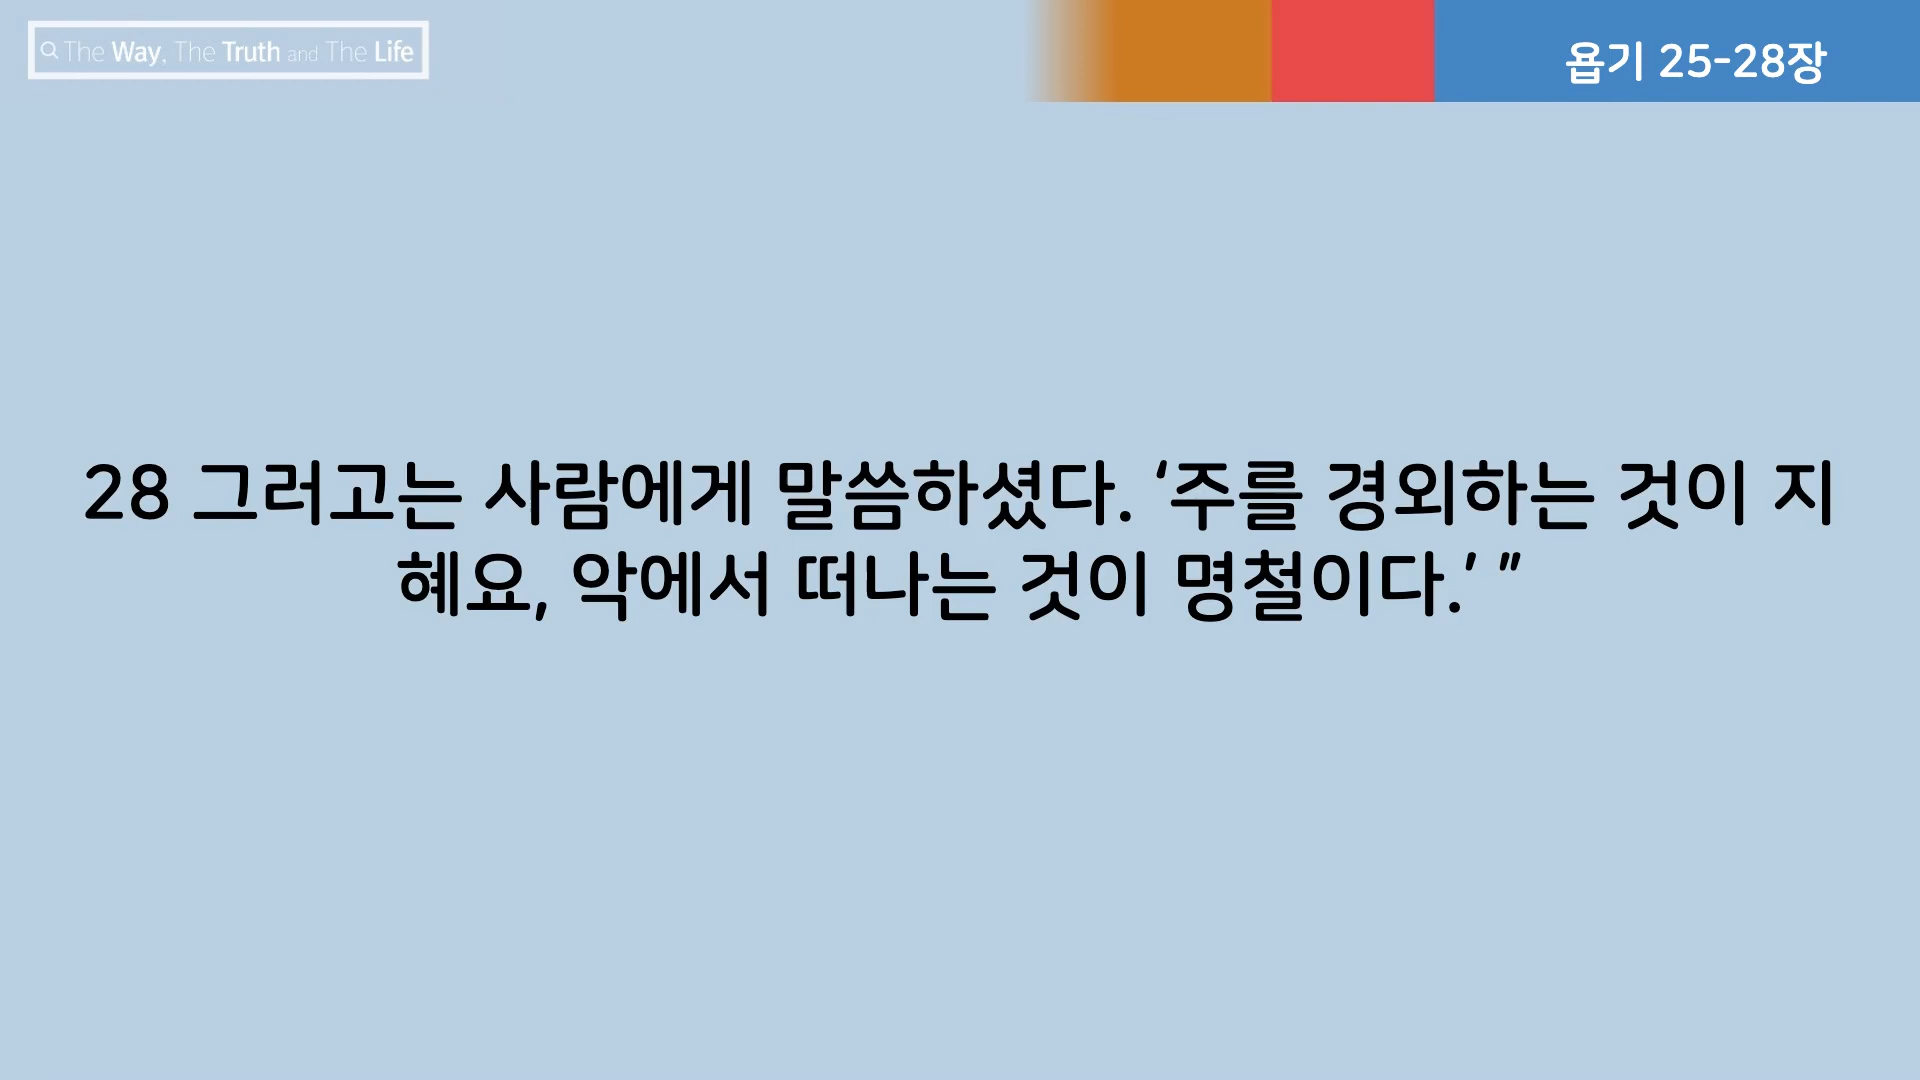 The Way, The Truth and The Life
욥기 25-28장
28 그러고는 사람에게 말씀하셨다. ‘주를 경외하는 것이 지
혜요, 악에서 떠나는 것이 명철이다.’ ”